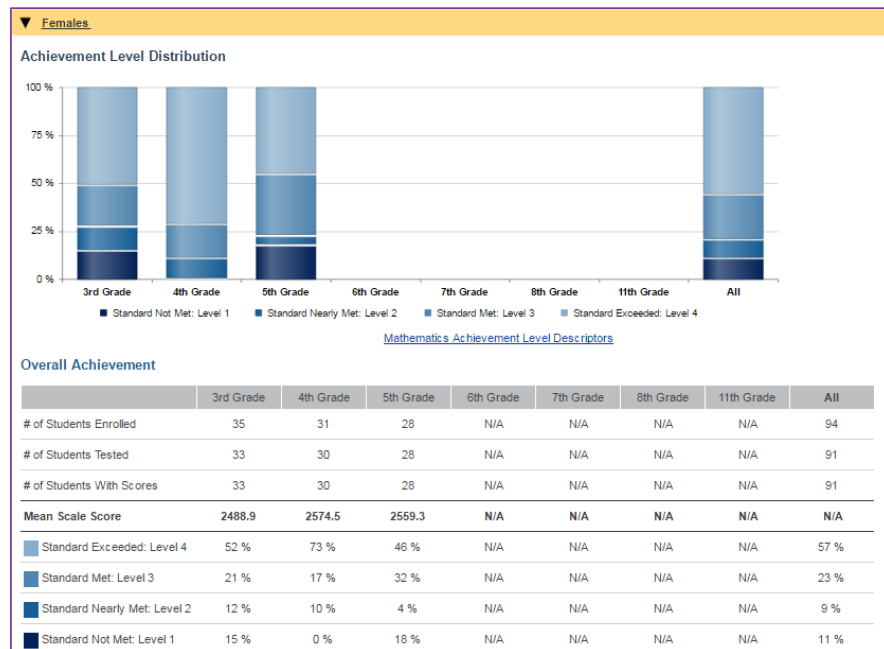 ▼ Females
Achievement Level Distribution
100 %
75 %
50 %
25 %
0 %
3rd Grade 4th Grade 5th Grade 6th Grade 7th Grade 8th Grade 11th Grade All
Standard Not Met: Level 1 Standard Nearly Met: Level 2 Standard Met: Level 3 Standard Exceeded: Level 4
Mathematics Achievement Level Descriptors
Overall Achievement
3rd Grade 4th Grade 5th Grade 6th Grade 7th Grade 8th Grade 11th Grade All
# of Students Enrolled 35 31 28 N/A N/A N/A N/A 94
# of Students Tested 33 30 28 N/A N/A N/A N/A 91
# of Students With Scores 33 30 28 N/A N/A N/A N/A 91
Mean Scale Score 2488.9 2574.5 2559.3 N/A N/A N/A N/A N/A
Standard Exceeded: Level 4 52 % 73 % 46 % N/A N/A N/A N/A 57 %
Standard Met: Level 3 21 % 17 % 32 % N/A N/A N/A N/A 23 %
Standard Nearly Met: Level 2 12 % 10 % 4 % N/A N/A N/A N/A 9 %
Standard Not Met: Level 1 15 % 0 % 18 % N/A N/A N/A N/A 11 %